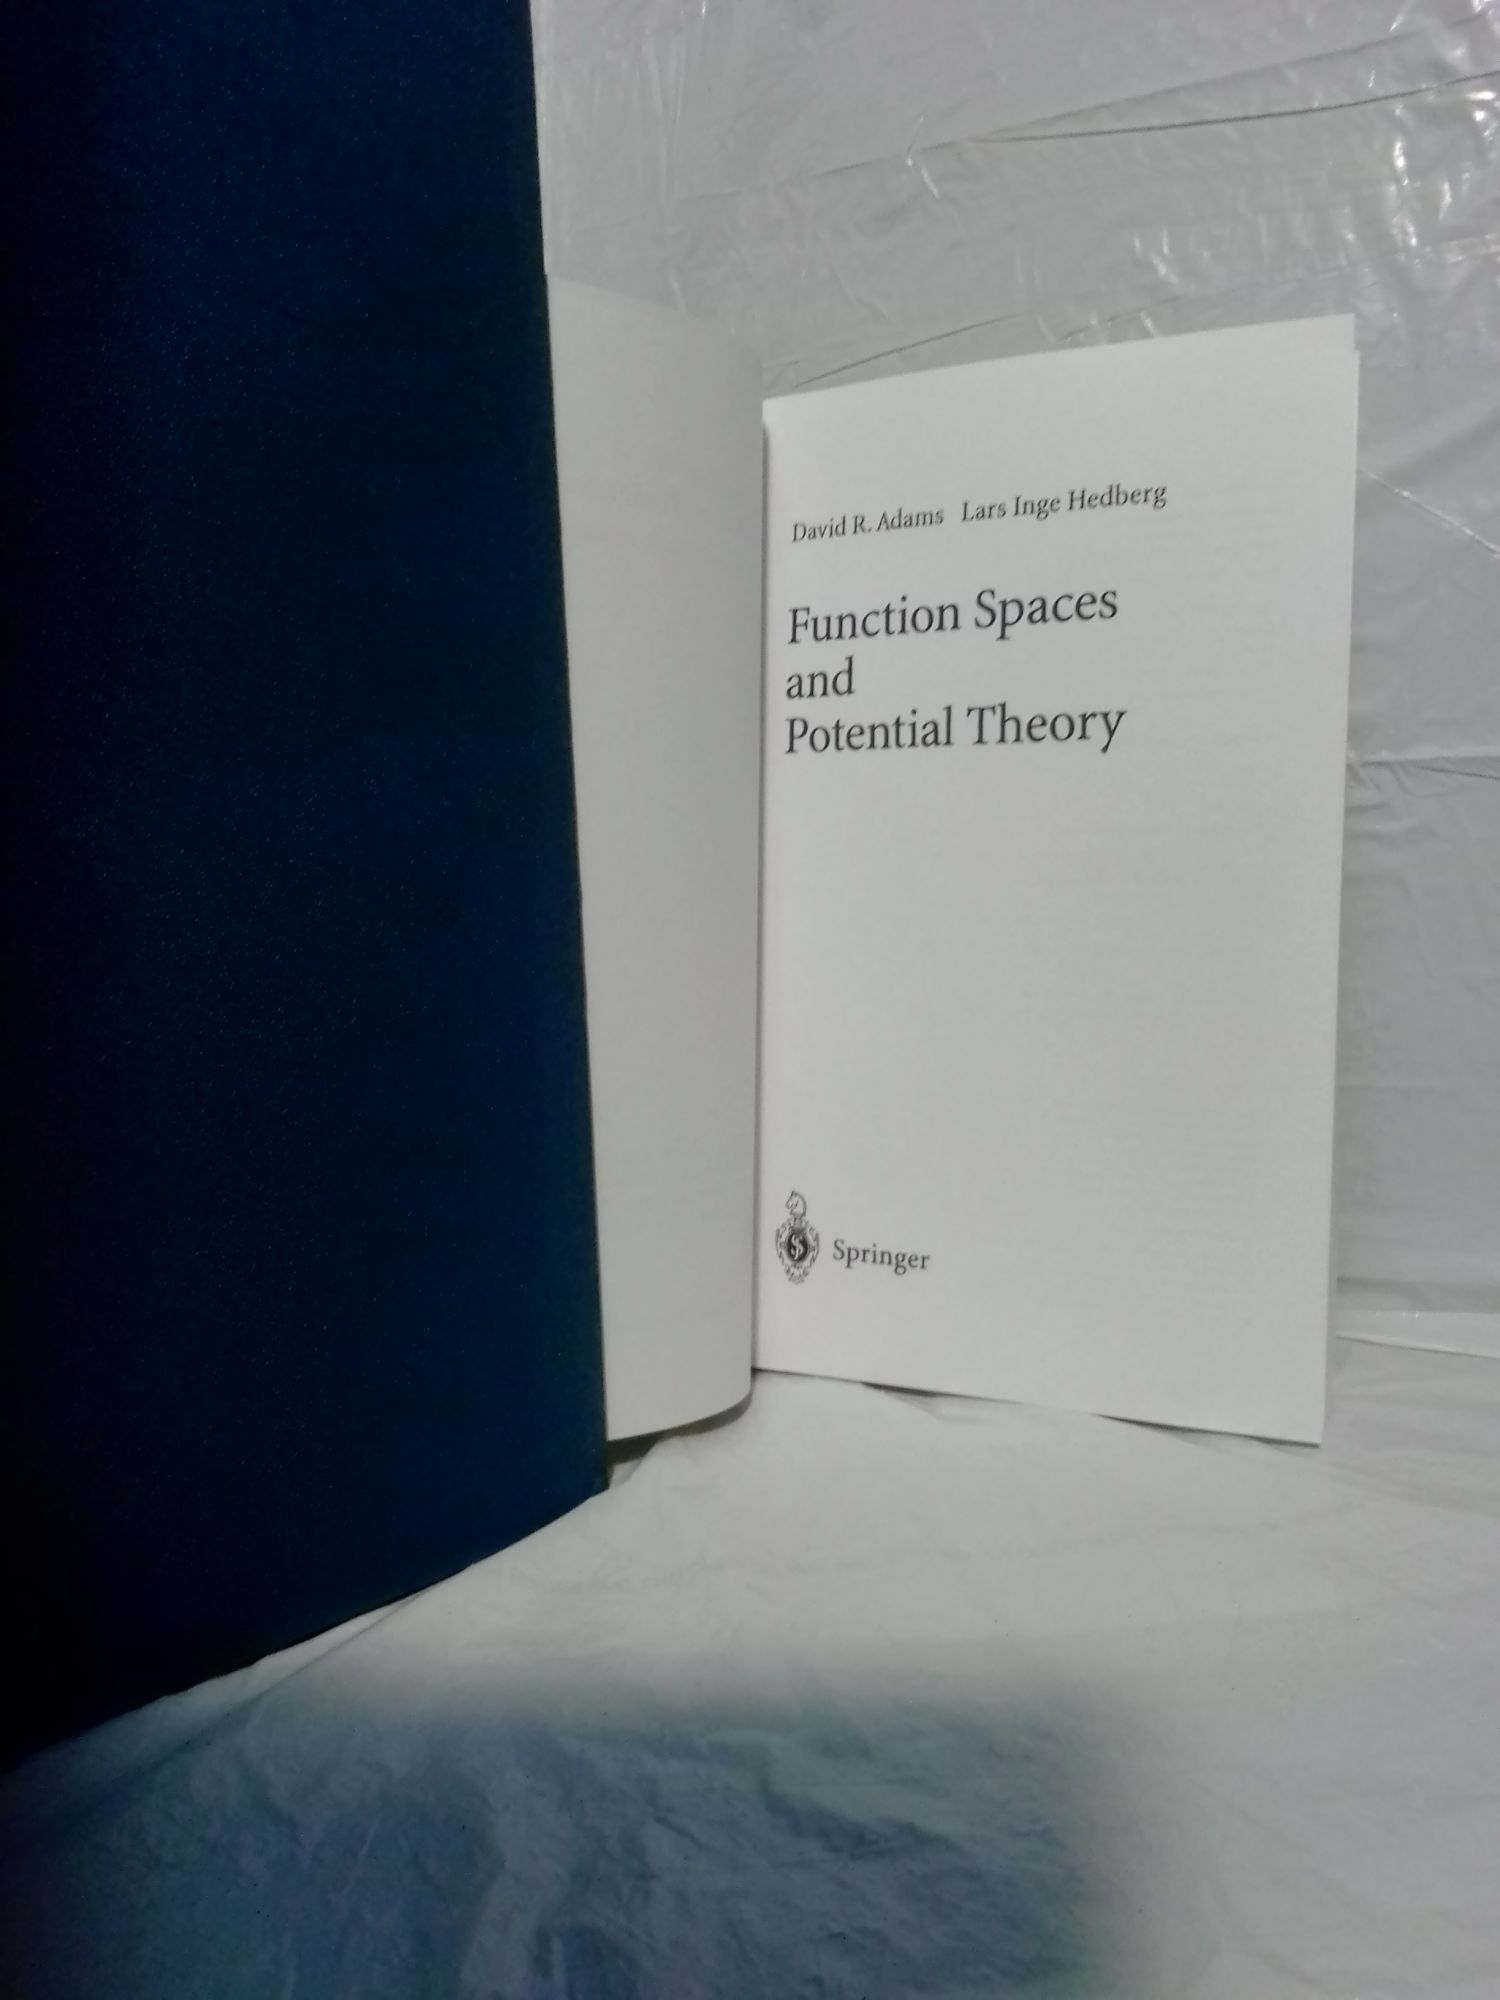 David R. Adams Lars Inge Hedberg
Function Spaces
and
Potential Theory
Springer